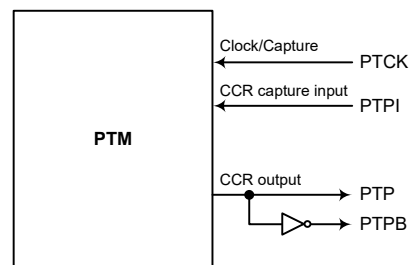 Clock/Capture
PTCK
CCR capture input
PTPI
PTM
CCR output
PTP
PTPB